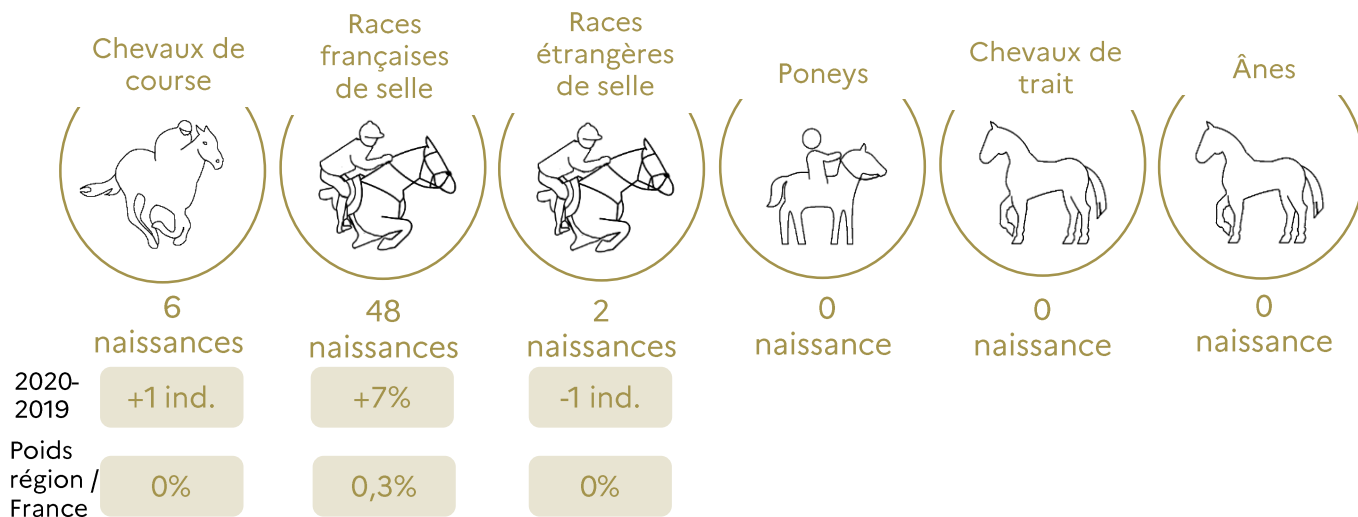 Chevaux de
course
Races
françaises
de selle
Races
étrangères
de selle
Poneys
Chevaux de
trait
Ânes
6
naissances
48
naissances
2
naissances
0
naissance
0
naissance
0
naissance
2020-
2019
+1 ind.
+7%
-1 ind.
Poids
région /
France
0%
0,3%
0%